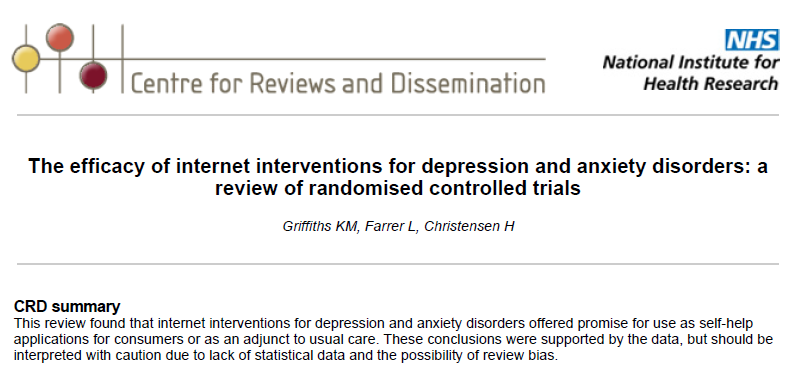 Centre for Reviews and Dissemination
NHS
National Institute for
Health Research
The efficacy of internet interventions for depression and anxiety disorders: a
review of randomised controlled trials
Griffiths KM, Farrer L, Christensen H
CRD summary
This review found that internet interventions for depression and anxiety disorders offered promise for use as self-help
applications for consumers or as an adjunct to usual care. These conclusions were supported by the data, but should be
interpreted with caution due to lack of statistical data and the possibility of review bias.